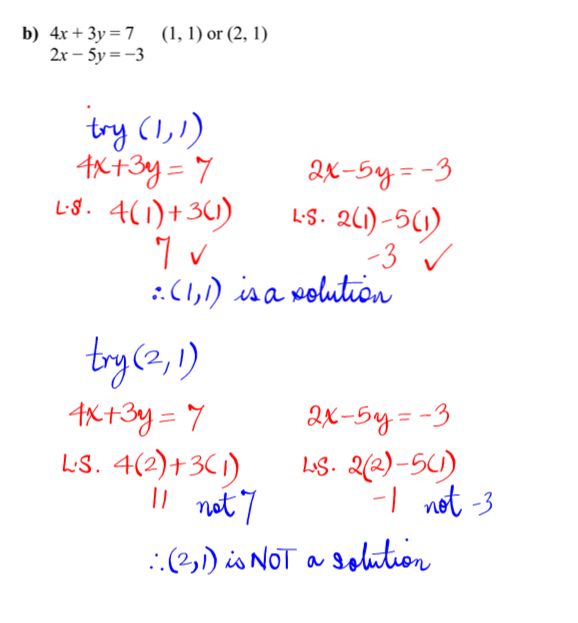 b) 4x + 3y = 7 (1, 1) or (2, 1)
2x – 5y = –3
try (1,1)
4x+3y = 7 2x-5y = -3
L.S. 4(1)+3(1) L.S. 2(1)-5(1)
7 ✓ -3 ✓
∴(1,1) is a solution
try (2,1)
4x+3y = 7 2x-5y = -3
L.S. 4(2)+3(1) L.S. 2(2)-5(1)
11 not 7 -1 not -3
∴(2,1) is NOT a solution